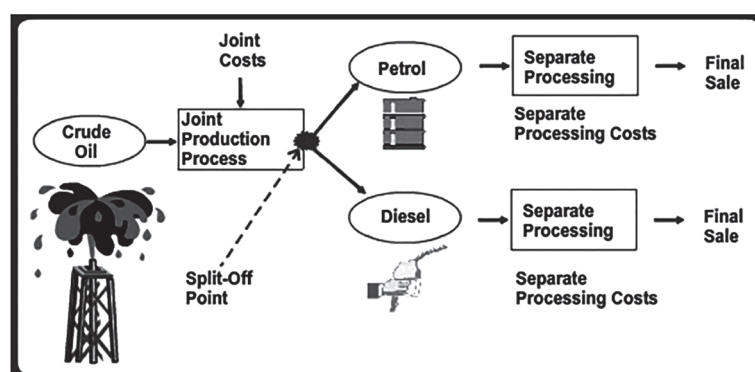 Joint
Costs
Crude
Oil
Joint
Production
Process
Split-Off
Point
Petrol
Separate
Processing
Final
Sale
Separate
Processing Costs
Diesel
Separate
Processing
Final
Sale
Separate
Processing Costs